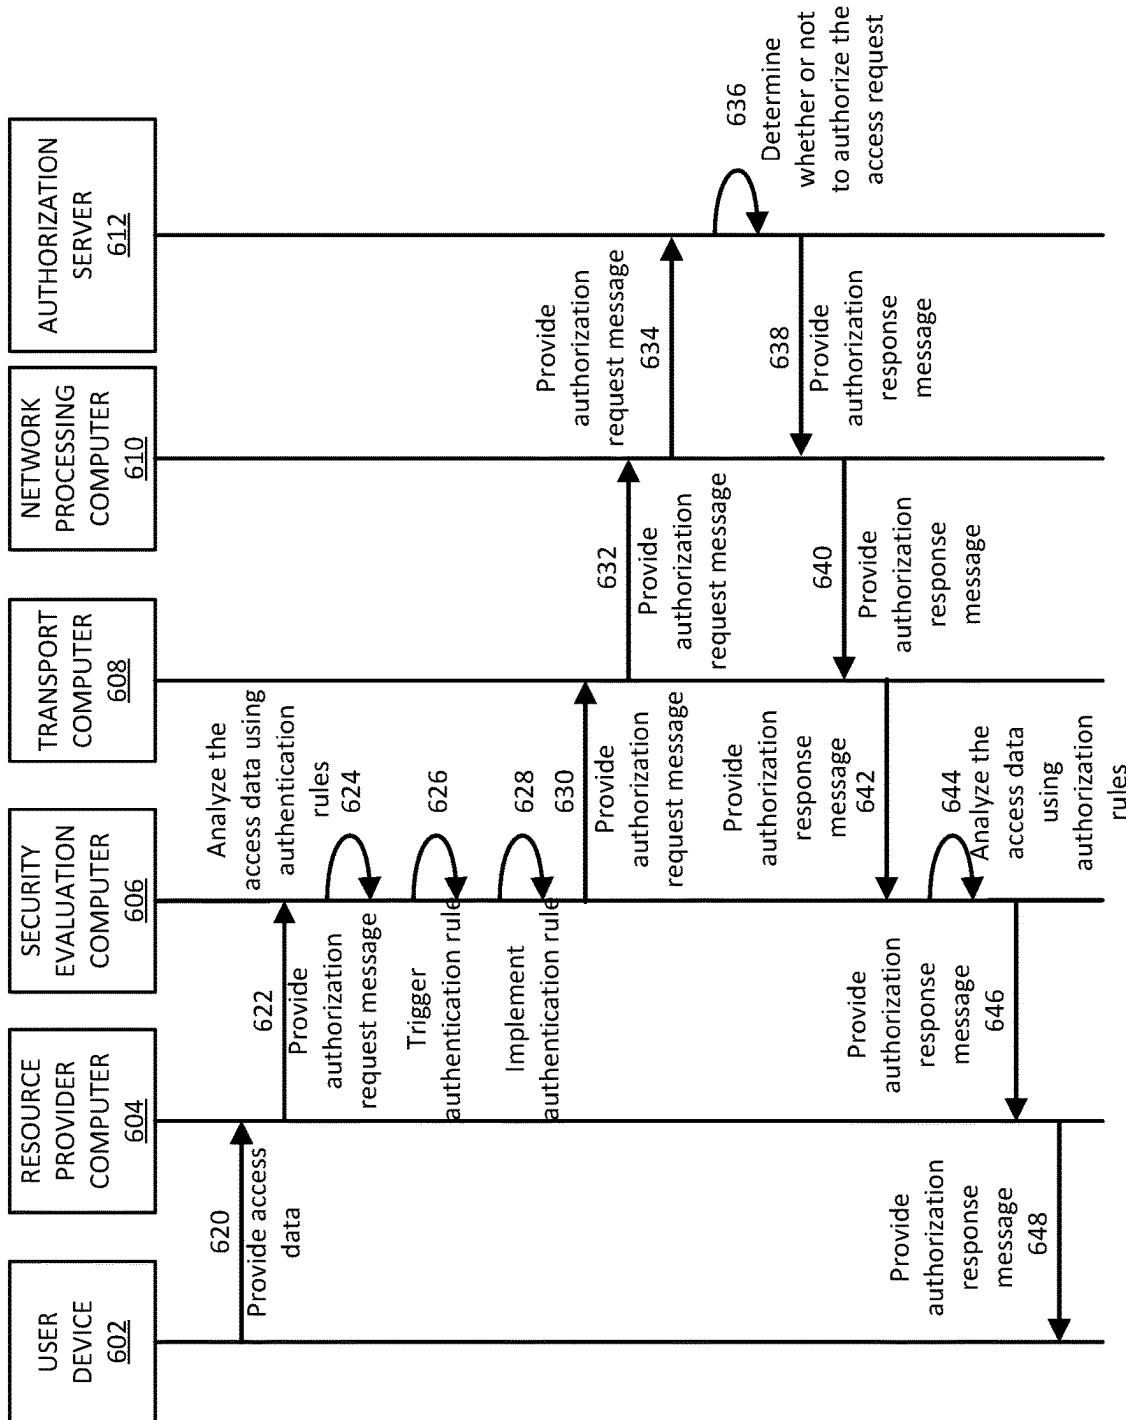 USER
DEVICE
602
RESOURCE
PROVIDER
COMPUTER
604
SECURITY
EVALUATION
COMPUTER
606
TRANSPORT
COMPUTER
608
NETWORK
PROCESSING
COMPUTER
610
AUTHORIZATION
SERVER
612
620
Provide access
data
622
Provide
authorization
request message
Analyze the
access data using
authentication
rules
624
Trigger
authentication rule
626
Implement
authentication rule
628
630
Provide
authorization
request message
632
Provide
authorization
request message
Provide
authorization
request message
634
636
Determine
whether or not
to authorize the
access request
638
Provide
authorization
response
message
640
Provide
authorization
response
message
Provide
authorization
response
message
642
644
Analyze the
access data
using
authorization
rules
Provide
authorization
response
message
646
Provide
authorization
response
message
648